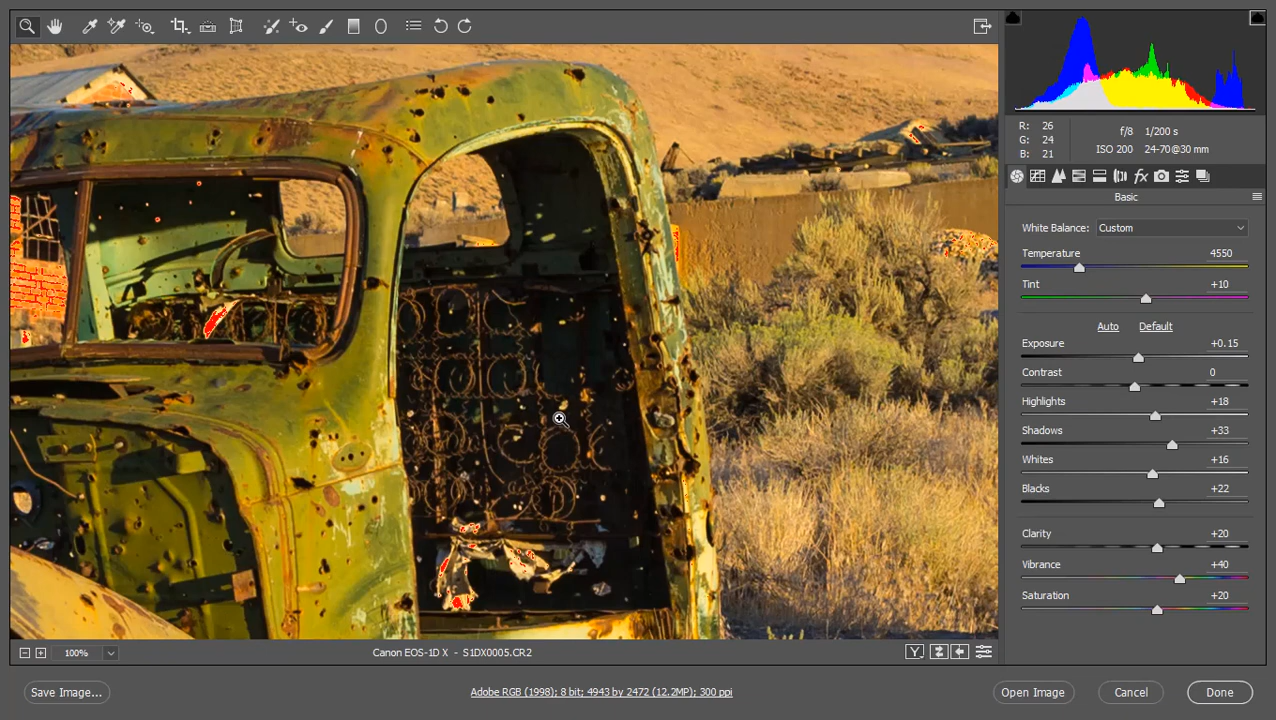 R: 26
G: 24
B: 21
f/8 1/200 s
ISO 200 24-70@30 mm
fx
Basic
White Balance: Custom
Temperature 4550
Tint +10
Auto Default
Exposure +0.15
Contrast 0
Highlights +18
Shadows +33
Whites +16
Blacks +22
Clarity +20
Vibrance +40
Saturation +20
100% Canon EOS-1D X - S1DX0005.CR2 Y
Save Image... Adobe RGB (1998); 8 bit; 4943 by 2472 (12.2MP); 300 ppi Open Image Cancel Done